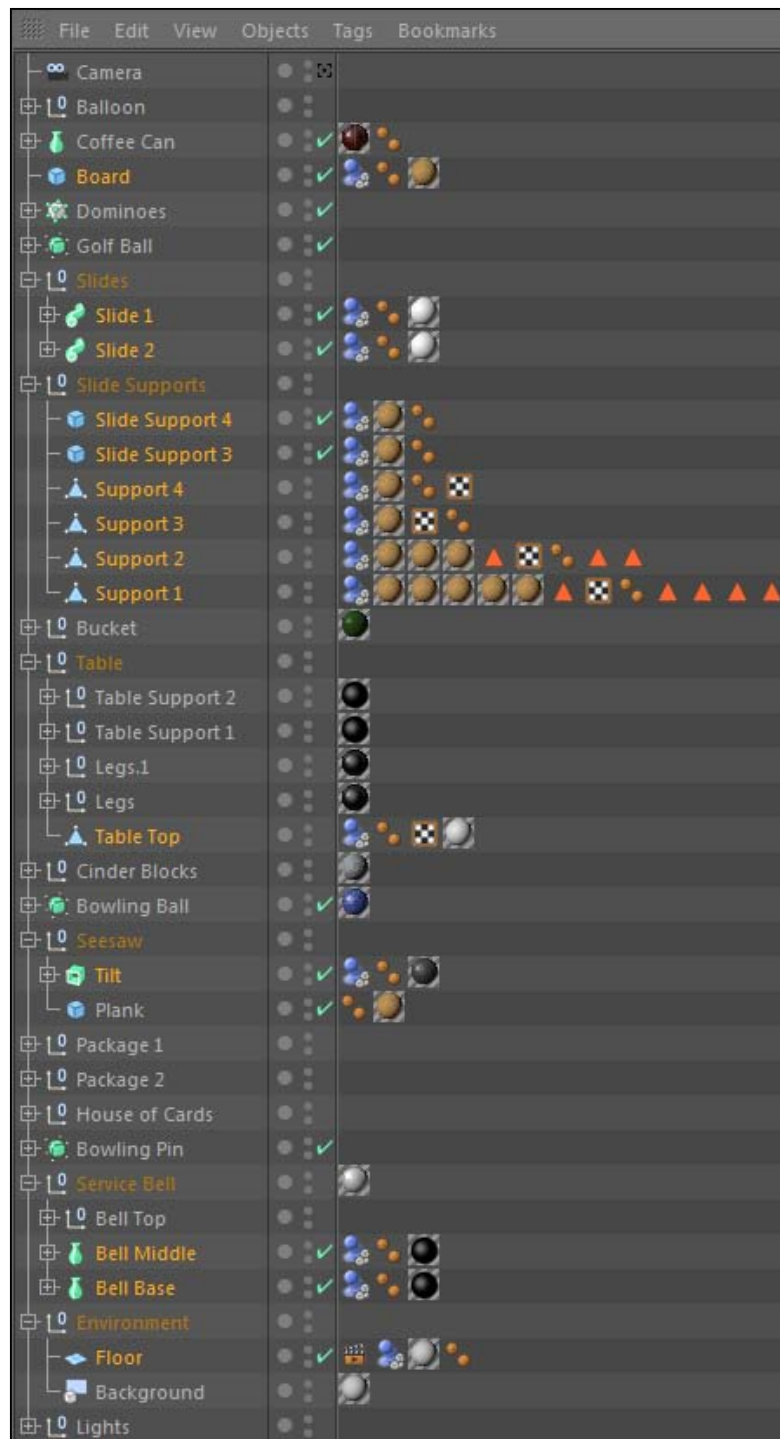 File Edit View Objects Tags Bookmarks
Camera
Balloon
Coffee Can
Board
Dominoes
Golf Ball
Slides
Slide 1
Slide 2
Slide Supports
Slide Support 4
Slide Support 3
Support 4
Support 3
Support 2
Support 1
Bucket
Table
Table Support 2
Table Support 1
Legs.1
Legs
Table Top
Cinder Blocks
Bowling Ball
Seesaw
Tilt
Plank
Package 1
Package 2
House of Cards
Bowling Pin
Service Bell
Bell Top
Bell Middle
Bell Base
Environment
Floor
Background
Lights